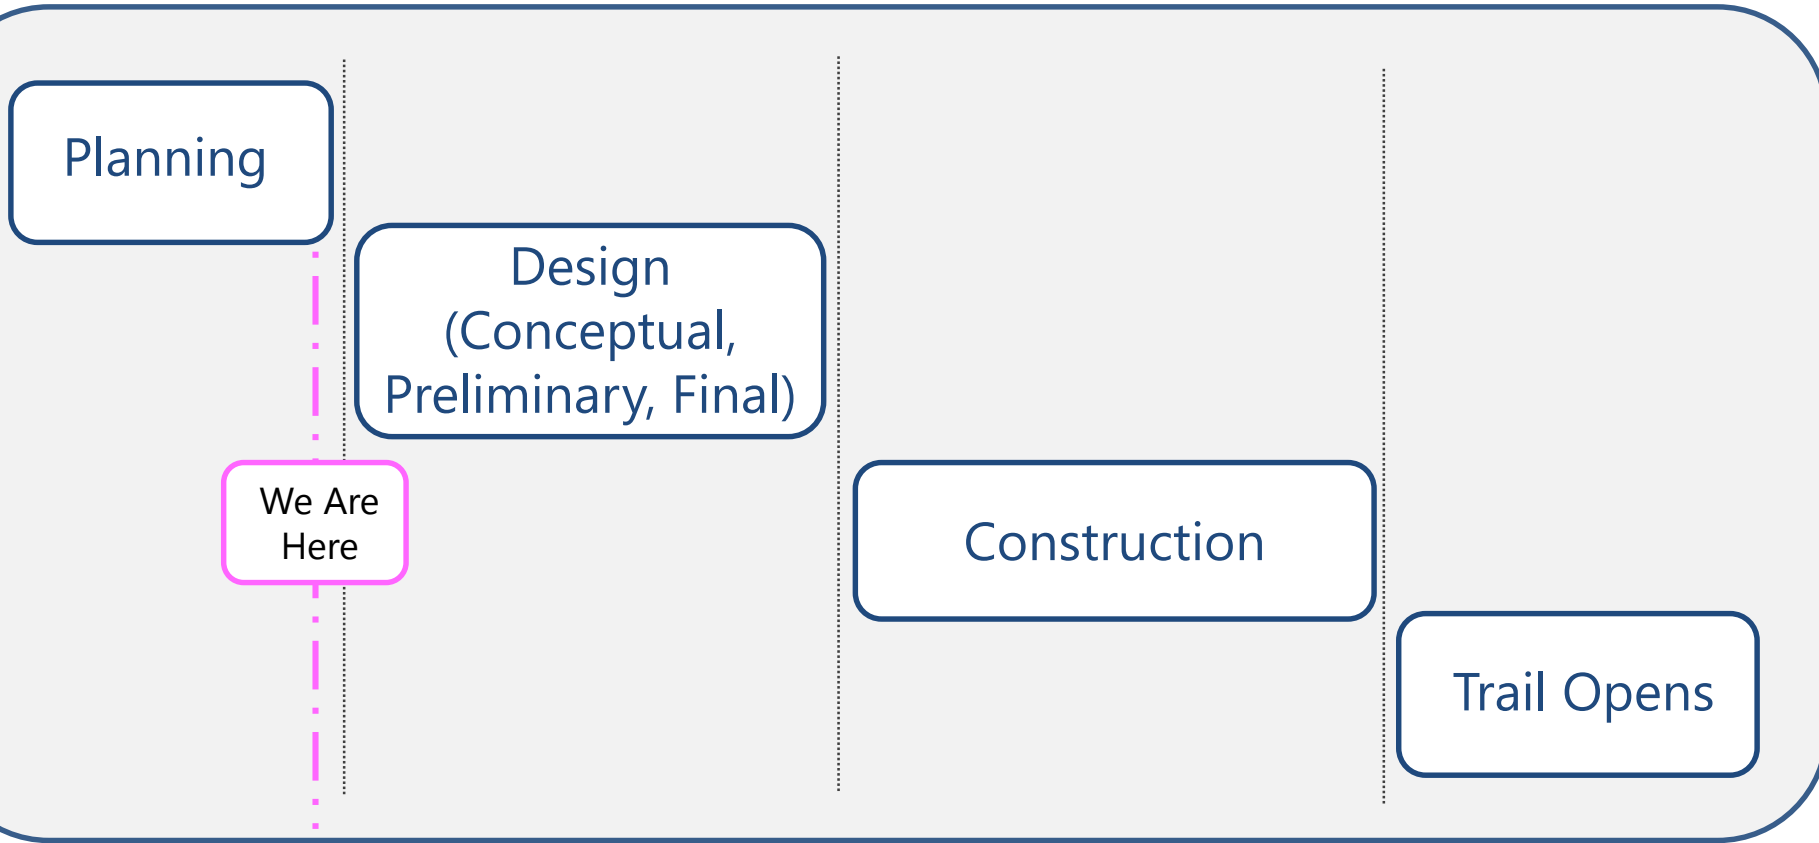 Planning
Design
(Conceptual,
Preliminary, Final)
We Are
Here
Construction
Trail Opens